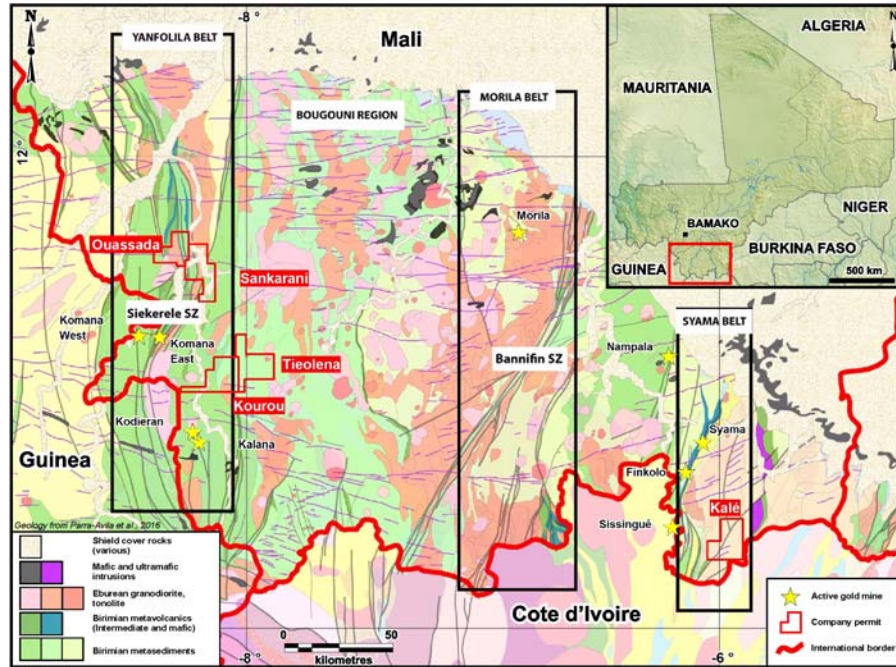 -8 °
N
YANFOLILA BELT
Mali
BOUGOUNI REGION
MORILA BELT
12 °
ALGERIA
MAURITANIA
NIGER
BAMAKO
BURKINA FASO
GUINEA
500 km
Morila
Ouassada
Sankarani
Siekerele SZ
Komana
West
Komana
East
SYAMA BELT
Nampala
Bannifin SZ
Tieolena
Kourou
Kodieran
Kalana
Syama
Guinea
Finkolo
Kalé
Sissingué
Geology from Parra-Avila et al., 2016
Shield cover rocks
(various)
Mafic and ultramafic
intrusions
Eburean granodiorite,
tonolite
Birimian metavolcanics
(Intermediate and mafic)
Birimian metasediments
Cote d'Ivoire
0 50
kilometres
-8 °
-6 °
Active gold mine
Company permit
International border